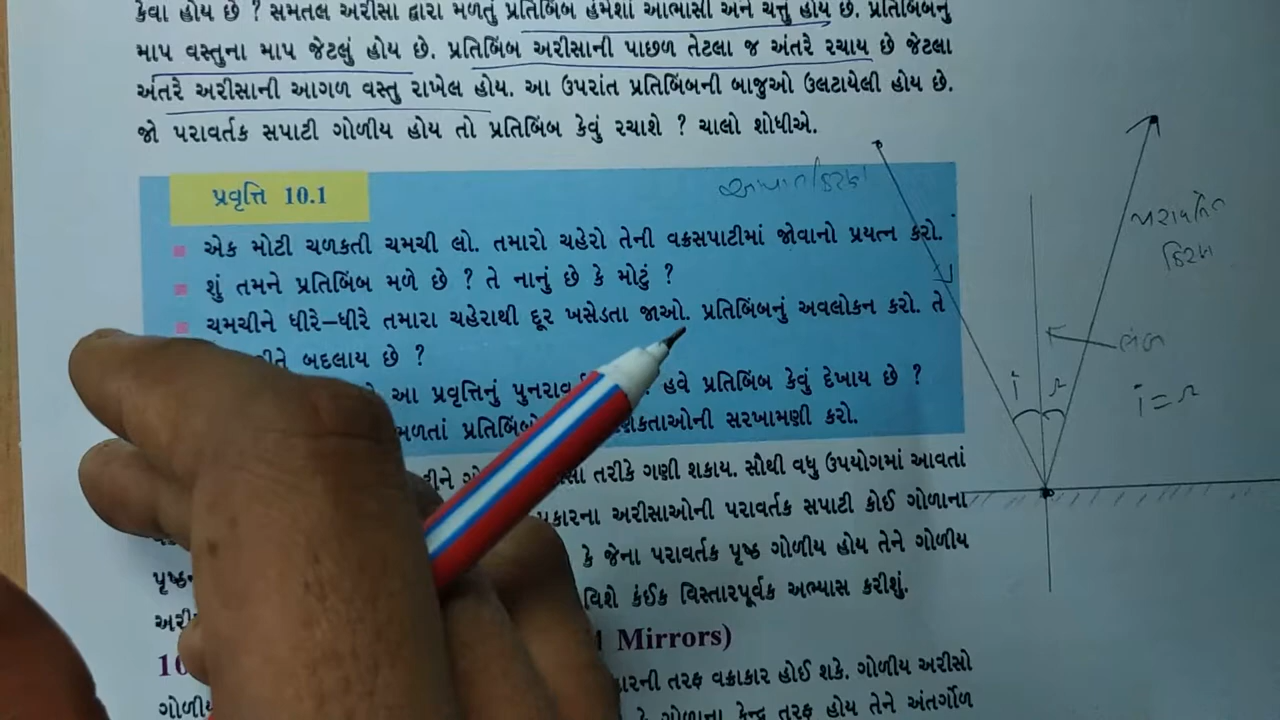 કેવા હોય છે ? સમતલ અરીસા દ્વારા મળતું પ્રતિબિંબ હંમેશાં આભાસી અને ચત્તુ હોય છે. પ્રતિબિંબનું
માપ વસ્તુના માપ જેટલું હોય છે. પ્રતિબિંબ અરીસાની પાછળ તેટલા જ અંતરે રચાય છે જેટલા
અંતરે અરીસાની આગળ વસ્તુ રાખેલ હોય. આ ઉપરાંત પ્રતિબિંબની બાજુઓ ઉલટાયેલી હોય છે.
જો પરાવર્તક સપાટી ગોળીય હોય તો પ્રતિબિંબ કેવું રચાશે ? ચાલો શોધીએ.
પ્રવૃત્તિ 10.1
એક મોટી ચળકતી ચમચી લો. તમારો ચહેરો તેની વક્રસપાટીમાં જોવાનો પ્રયત્ન કરો.
શું તમને પ્રતિબિંબ મળે છે ? તે નાનું છે કે મોટું ?
ચમચીને ધીરે–ધીરે તમારા ચહેરાથી દૂર ખસેડતા જાઓ. પ્રતિબિંબનું અવલોકન કરો. તે
બદલાય છે ?
આ પ્રવૃત્તિનું હવે પ્રતિબિંબ કેવું દેખાય છે ?
મળતાં સરખામણી કરો.
તરીકે ગણી શકાય. સૌથી વધુ ઉપયોગમાં આવતાં
અરીસાઓની પરાવર્તક સપાટી કોઈ ગોળાના
કે જેના પરાવર્તક પૃષ્ઠ ગોળીય હોય તેને ગોળીય
વિશે કંઈક વિસ્તારપૂર્વક અભ્યાસ કરીશું.
Mirrors)
તરફ વક્રાકાર હોઈ શકે. ગોળીય અરીસો
ગોળાના કેન્દ્ર તરફ હોય તેને અંતર્ગોળ
પરાવર્તિત
કિરણ
લંબ
i r
i = r